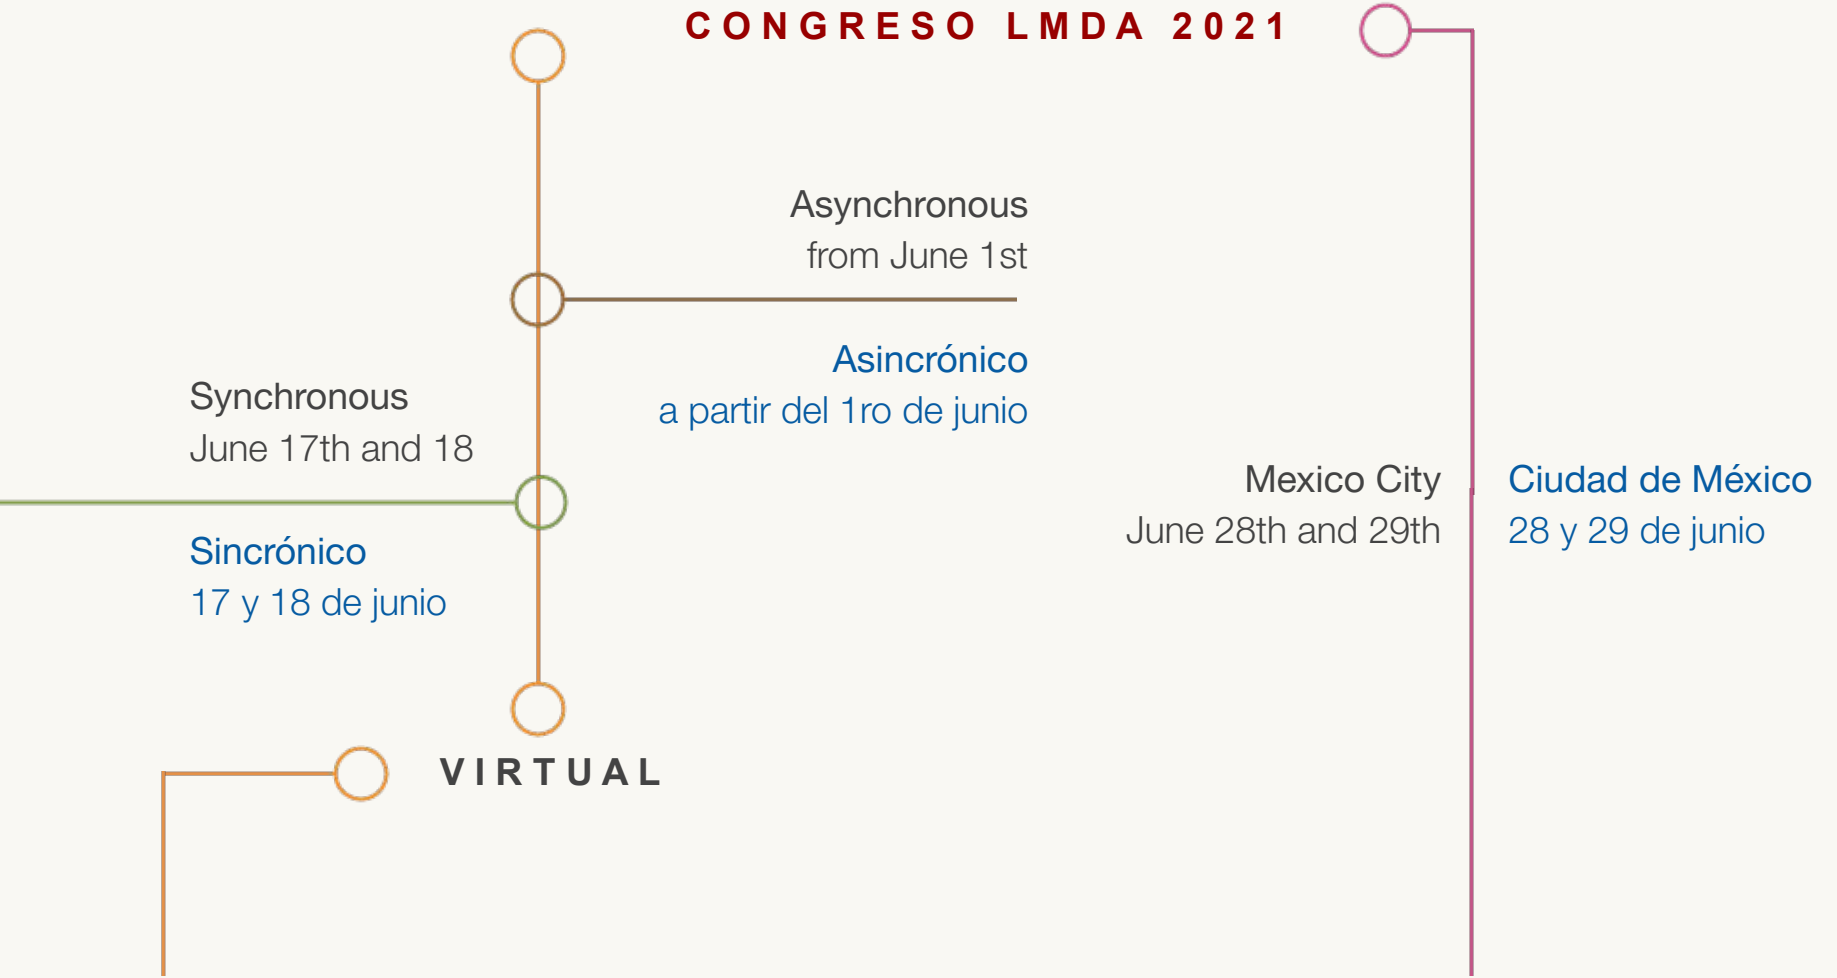 CONGRESO LMDA 2021
Asynchronous
from June 1st
Asincrónico
a partir del 1ro de junio
Synchronous
June 17th and 18
Sincrónico
17 y 18 de junio
Mexico City
June 28th and 29th
Ciudad de México
28 y 29 de junio
VIRTUAL